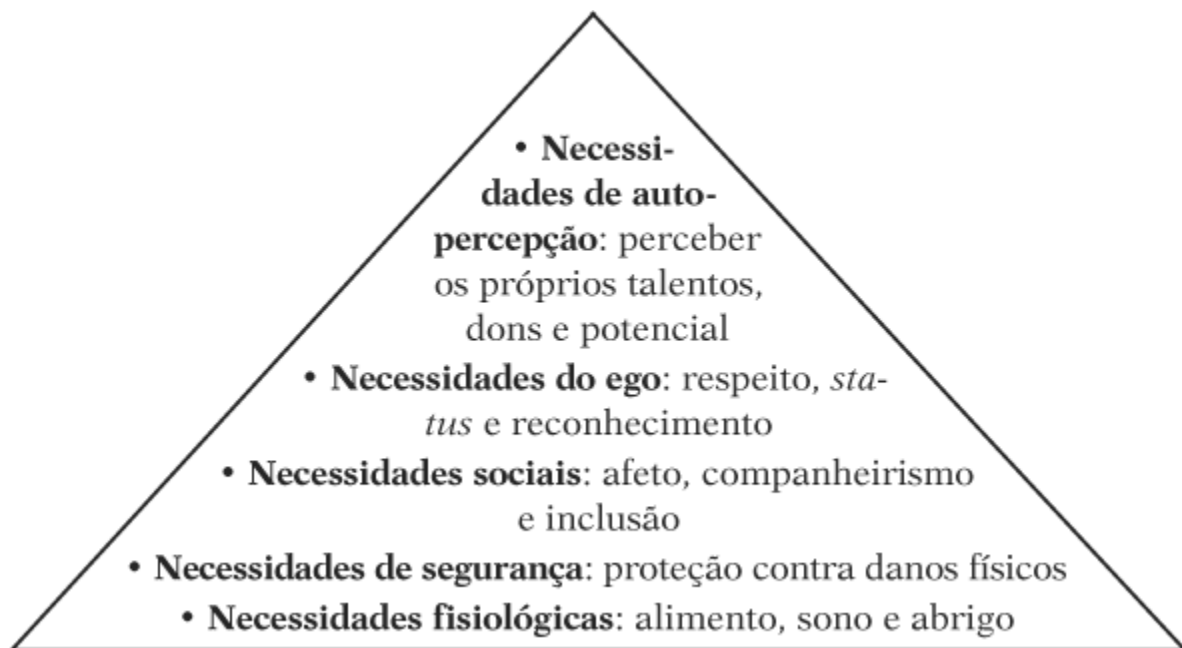 • Necessi-
dades de auto-
percepção: perceber
os próprios talentos,
dons e potencial
• Necessidades do ego: respeito, sta-
tus e reconhecimento
• Necessidades sociais: afeto, companheirismo
e inclusão
• Necessidades de segurança: proteção contra danos físicos
• Necessidades fisiológicas: alimento, sono e abrigo